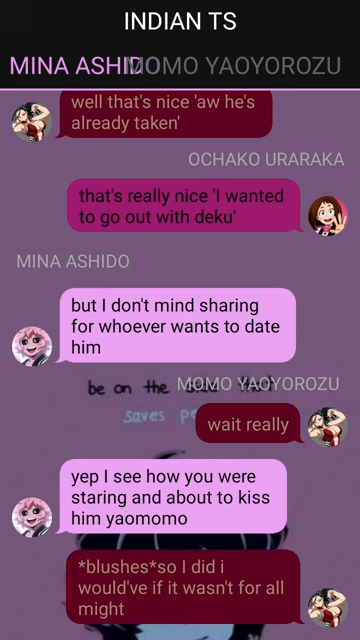 INDIAN TS
MINA ASHIDO
MOMO YAOYOROZU
well that's nice 'aw he's
already taken'
OCHAKO URARAKA
that's really nice 'I wanted
to go out with deku'
MINA ASHIDO
but I don't mind sharing
for whoever wants to date
him
be on the
MOMO YAOYOROZU
saves
wait really
yep I see how you were
staring and about to kiss
him yaomomo
*blushes*so I did i
would've if it wasn't for all
might